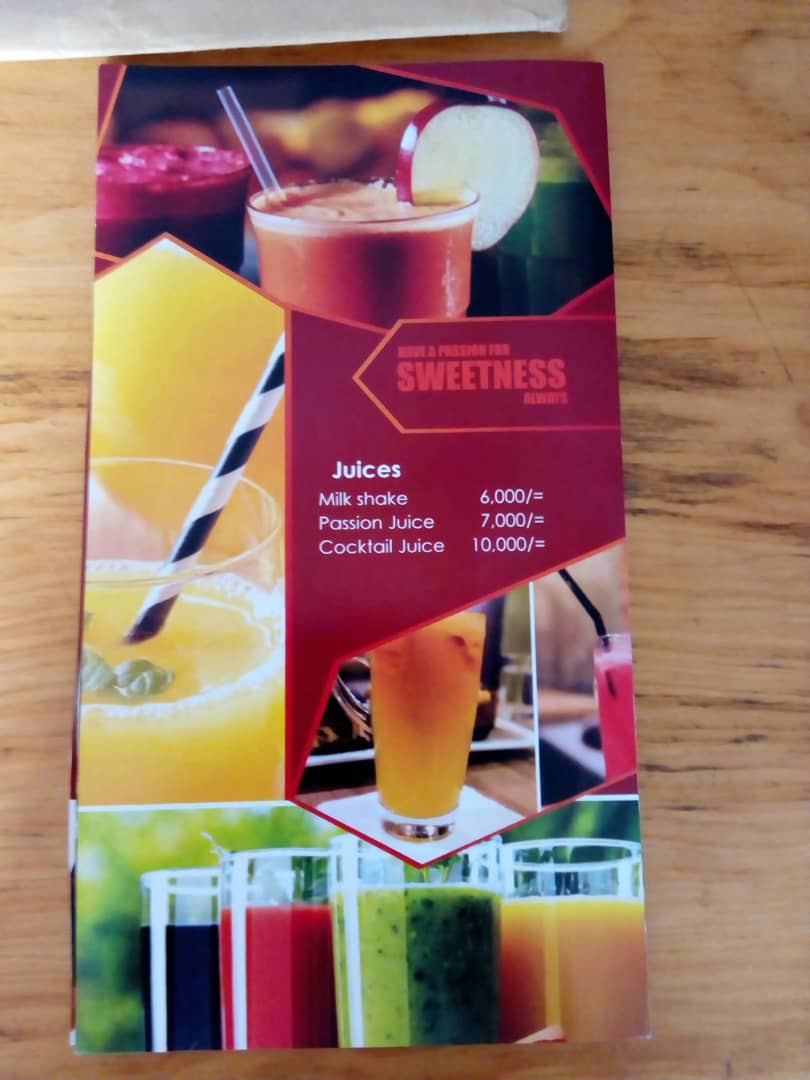 HAVE A PASSION FOR
SWEETNESS
ALWAYS
Juices
Milk shake 6,000/=
Passion Juice 7,000/=
Cocktail Juice 10,000/=